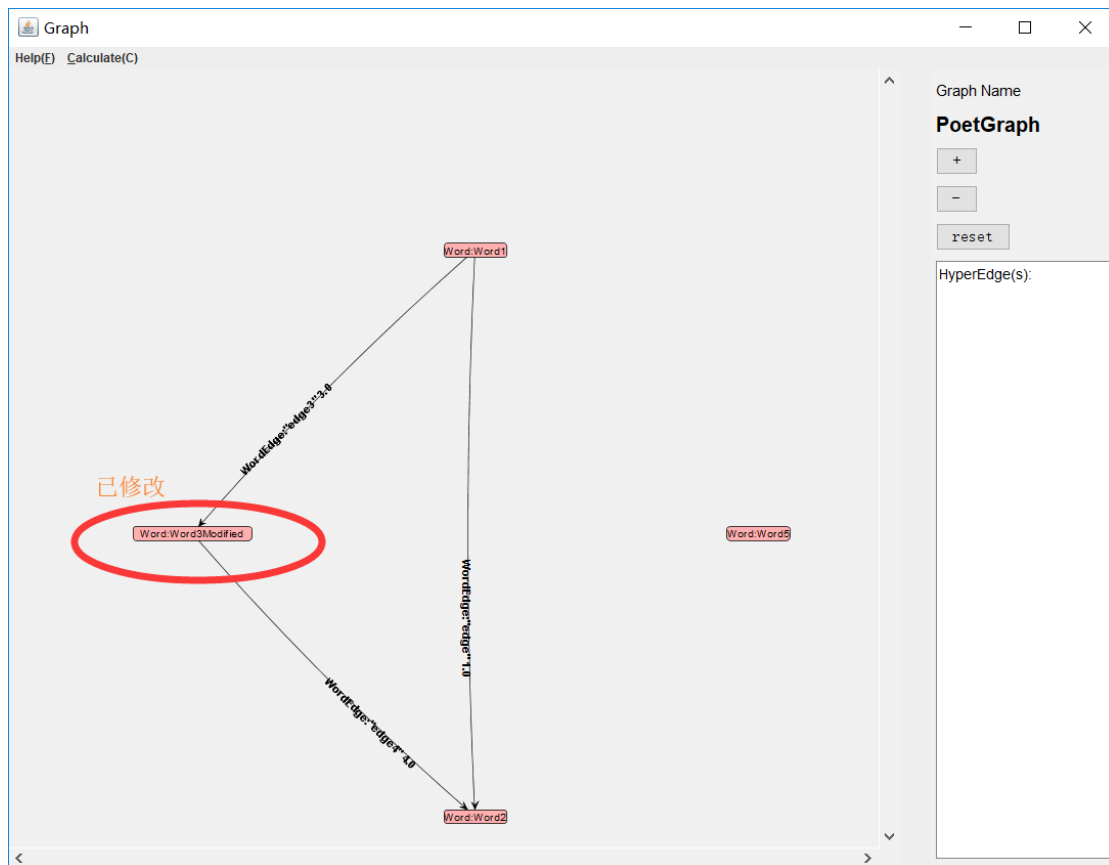 Graph
Help(F) Calculate(C)
Graph Name
PoetGraph
+
-
reset
HyperEdge(s):
Word:Word1
WordEdge:"edge3"3.0
已修改
Word:Word3Modified
Word:Word5
WordEdge:"edge"1.0
WordEdge:"edge4"4.0
Word:Word2